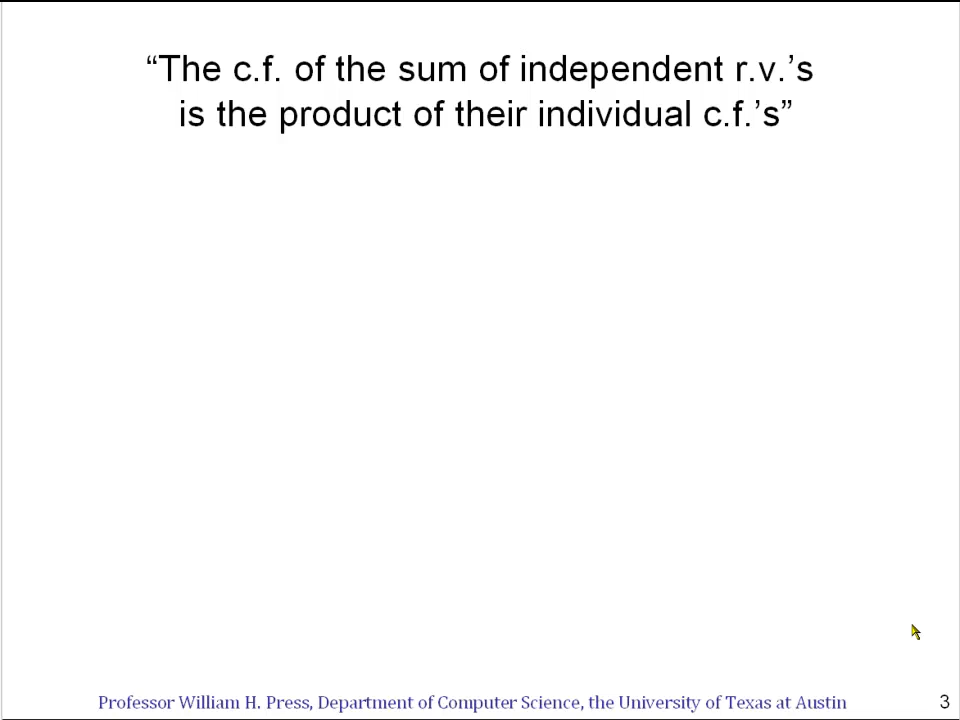 “The c.f. of the sum of independent r.v.’s
is the product of their individual c.f.’s”
Professor William H. Press, Department of Computer Science, the University of Texas at Austin
3